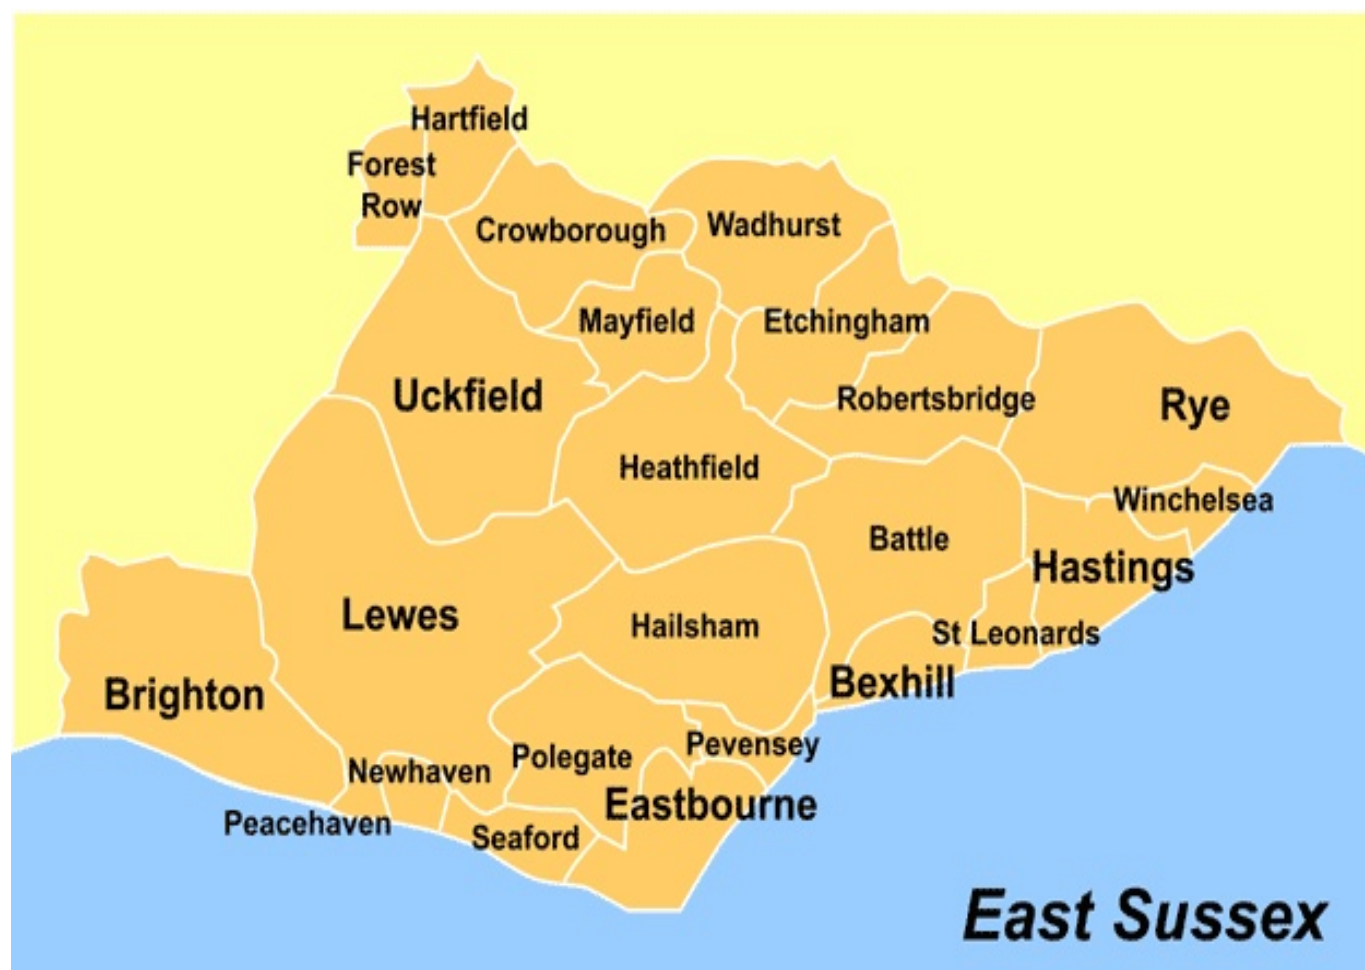 Hartfield
Forest
Row
Crowborough
Wadhurst
Mayfield
Etchingham
Uckfield
Robertsbridge
Rye
Heathfield
Winchelsea
Battle
Hastings
Lewes
Hailsham
St Leonards
Bexhill
Brighton
Pevensey
Polegate
Newhaven
Eastbourne
Peacehaven
Seaford
East Sussex